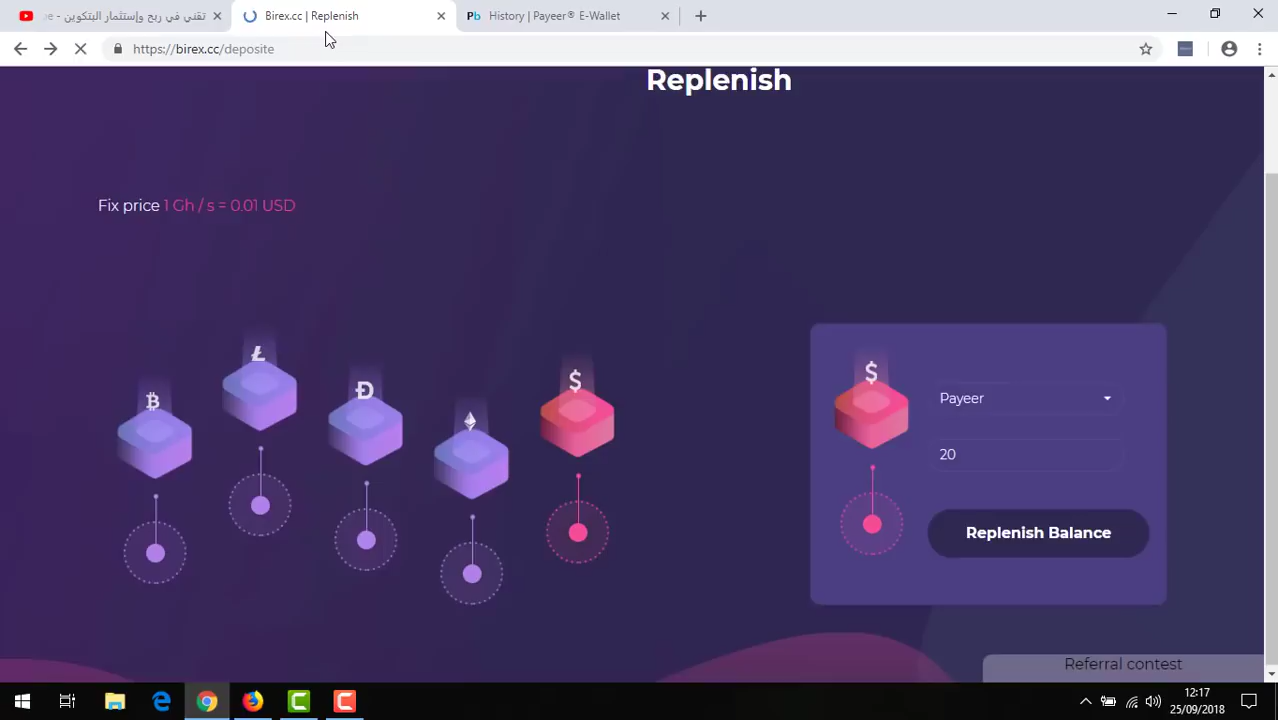 تقني في ربح وإستثمار البتكوين -
Birex.cc | Replenish
History | Payeer® E-Wallet
https://birex.cc/deposite
Replenish
Fix price 1 Gh / s = 0.01 USD
Payeer
20
Replenish Balance
Referral contest
12:17
25/09/2018